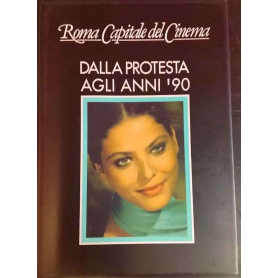 Roma Capitale del Cinema
DALLA PROTESTA
AGLI ANNI '90